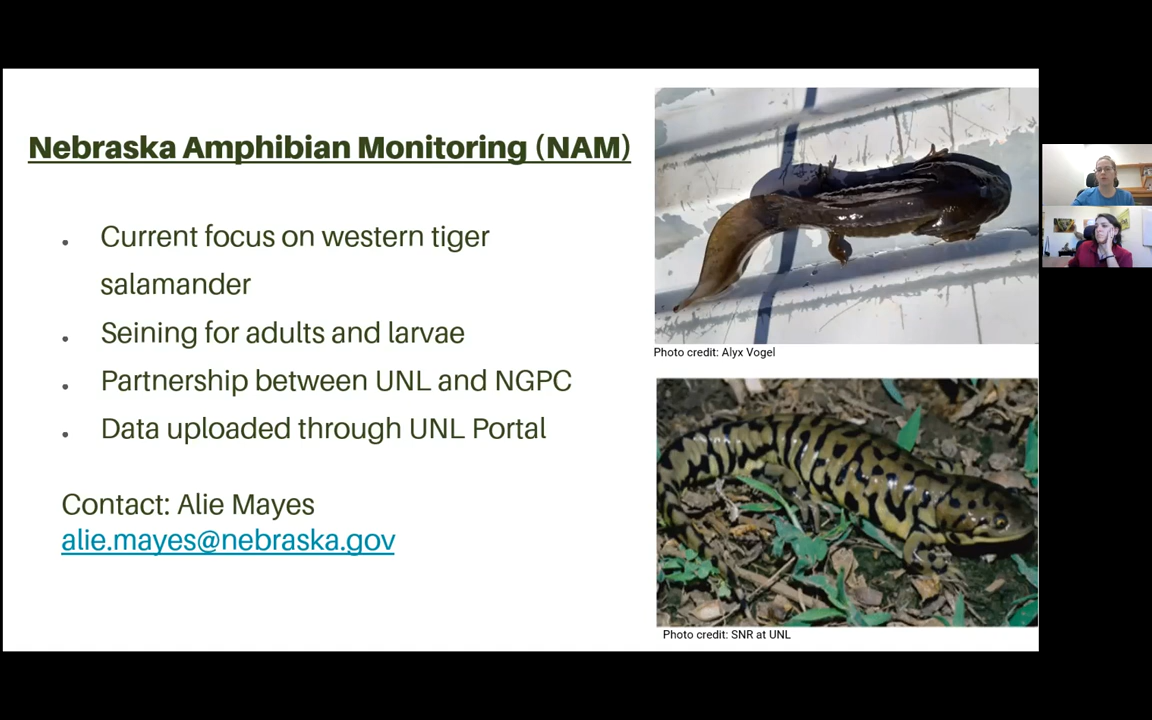 Nebraska Amphibian Monitoring (NAM)
• Current focus on western tiger
salamander
• Seining for adults and larvae
• Partnership between UNL and NGPC
• Data uploaded through UNL Portal
Contact: Alie Mayes
alie.mayes@nebraska.gov
Photo credit: Alyx Vogel
Photo credit: SNR at UNL